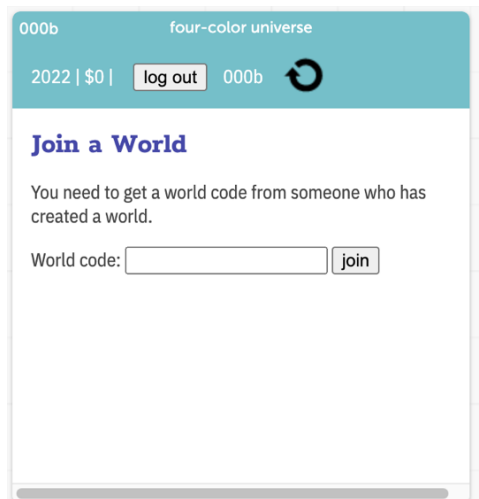 000b four-color universe
2022 | $0 | log out 000b
Join a World
You need to get a world code from someone who has
created a world.
World code: join